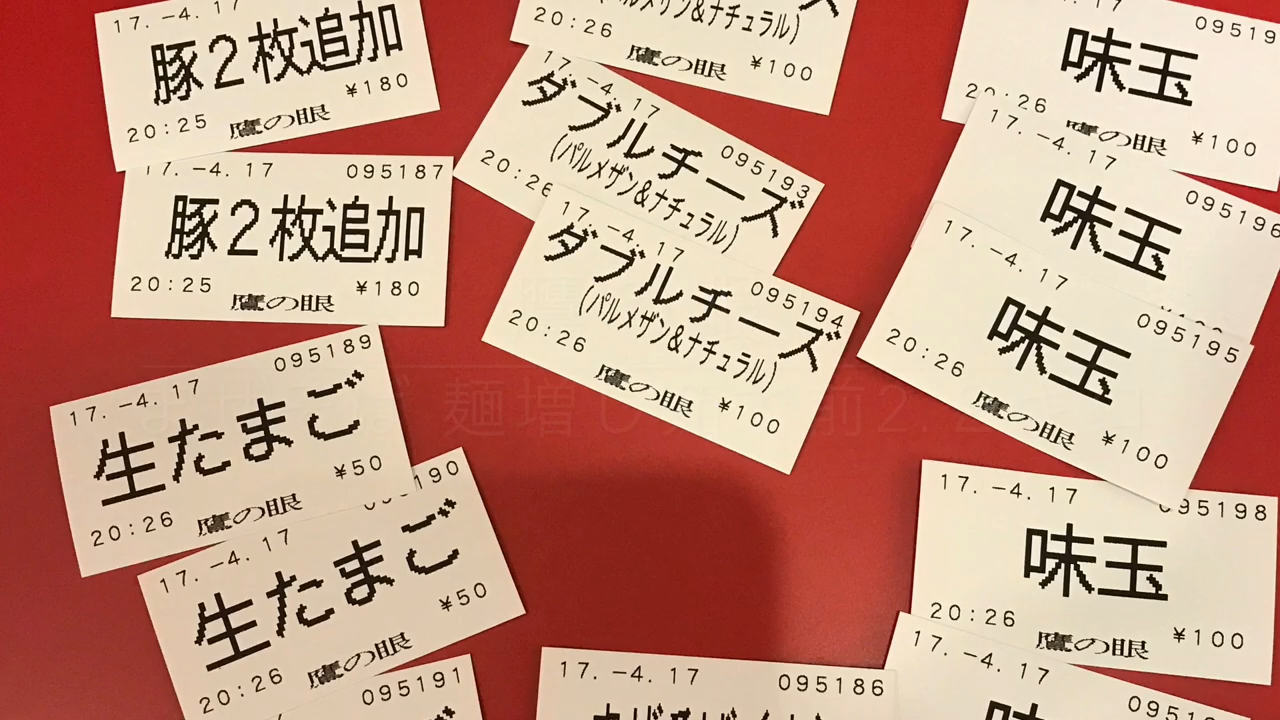 17. -4. 17
豚2枚追加
¥180
20:25 鷹の眼
17. -4. 17 095187
豚2枚追加
20:25 鷹の眼 ¥180
095189
17. -4. 17
生たまご
¥50
20:26 鷹の眼
190
17. -4. 17
生たまご
¥50
20:26 鷹の眼
095191
(パルメザン&ナチュラル)
20:26 鷹の眼 ¥100
17. -4. 17 095193
ダブルチーズ
(パルメザン&ナチュラル)
20:26
17. -4. 17 095194
ダブルチーズ
(パルメザン&ナチュラル)
20:26 鷹の眼 ¥100
17. -4. 17 095186
17 09519
味玉
20:26 鷹の眼 ¥100
17. -4. 17 095196
味玉
17. -4. 17 095195
味玉
20:26 鷹の眼 ¥100
17. -4. 17 095198
味玉
20:26 鷹の眼 ¥100
17. -4. 17 0951
味